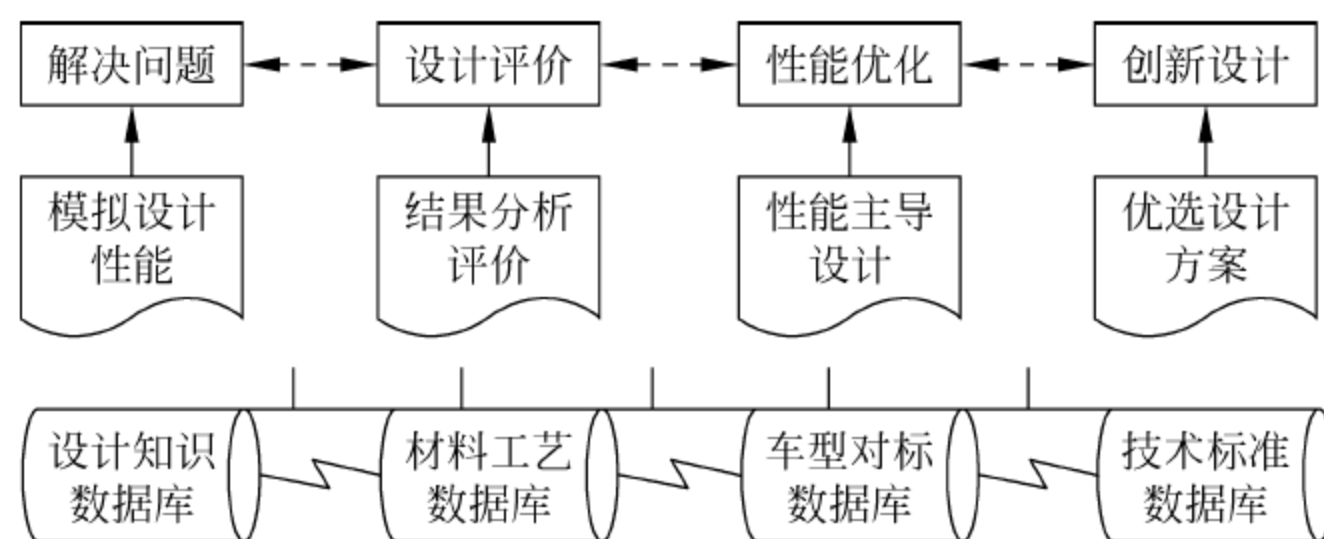 解决问题
设计评价
性能优化
创新设计
模拟设计
性能
结果分析
评价
性能主导
设计
优选设计
方案
设计知识
数据库
材料工艺
数据库
车型对标
数据库
技术标准
数据库